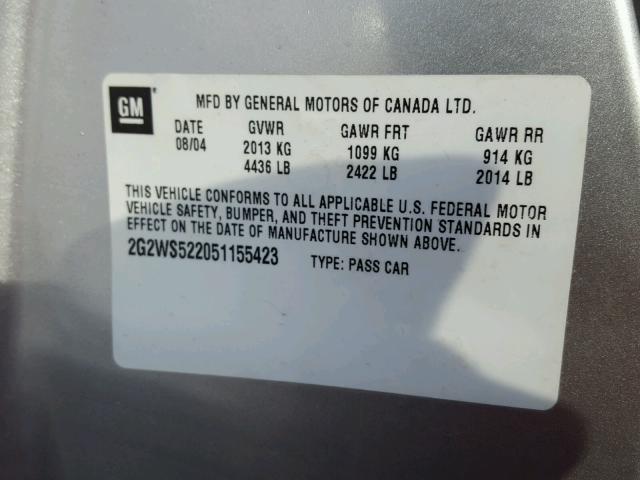 GM
MFD BY GENERAL MOTORS OF CANADA LTD.
DATE GVWR GAWR FRT GAWR RR
08/04 2013 KG 1099 KG 914 KG
4436 LB 2422 LB 2014 LB
THIS VEHICLE CONFORMS TO ALL APPLICABLE U.S. FEDERAL MOTOR
VEHICLE SAFETY, BUMPER, AND THEFT PREVENTION STANDARDS IN
EFFECT ON THE DATE OF MANUFACTURE SHOWN ABOVE.
2G2WS522051155423 TYPE: PASS CAR